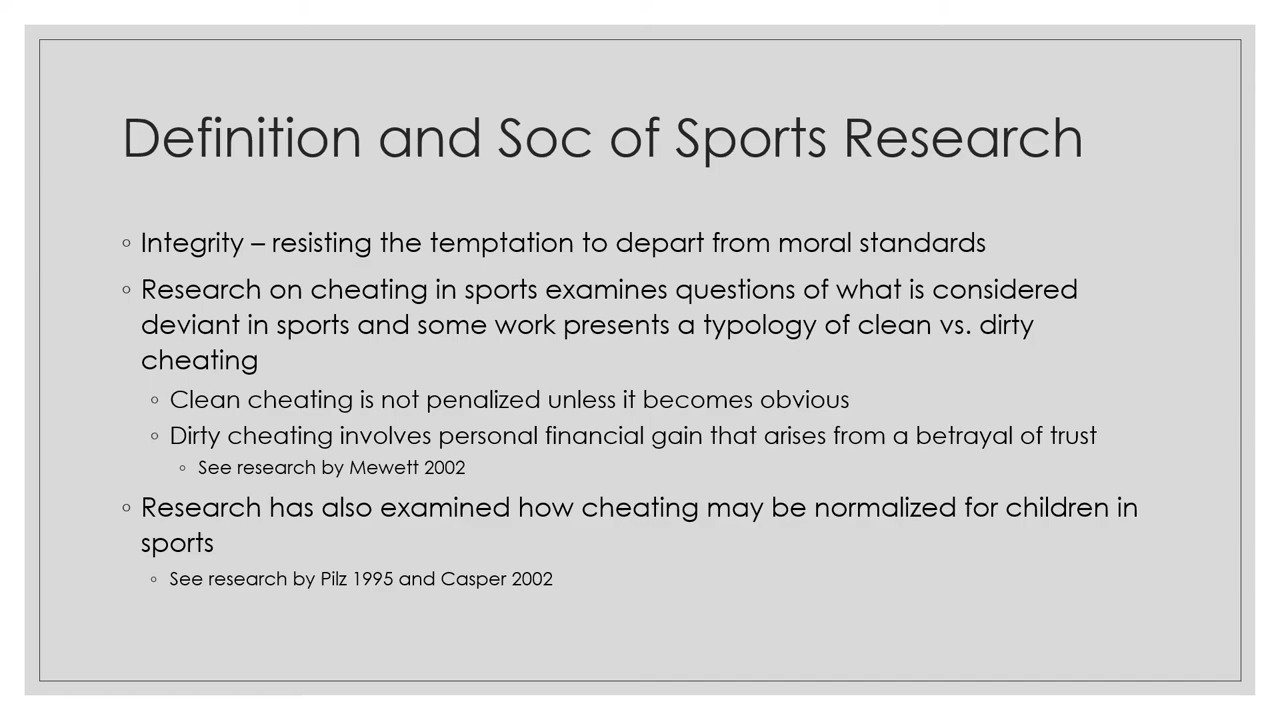 Definition and Soc of Sports Research
◦ Integrity – resisting the temptation to depart from moral standards
◦ Research on cheating in sports examines questions of what is considered
deviant in sports and some work presents a typology of clean vs. dirty
cheating
◦ Clean cheating is not penalized unless it becomes obvious
◦ Dirty cheating involves personal financial gain that arises from a betrayal of trust
◦ See research by Mewett 2002
◦ Research has also examined how cheating may be normalized for children in
sports
◦ See research by Pilz 1995 and Casper 2002